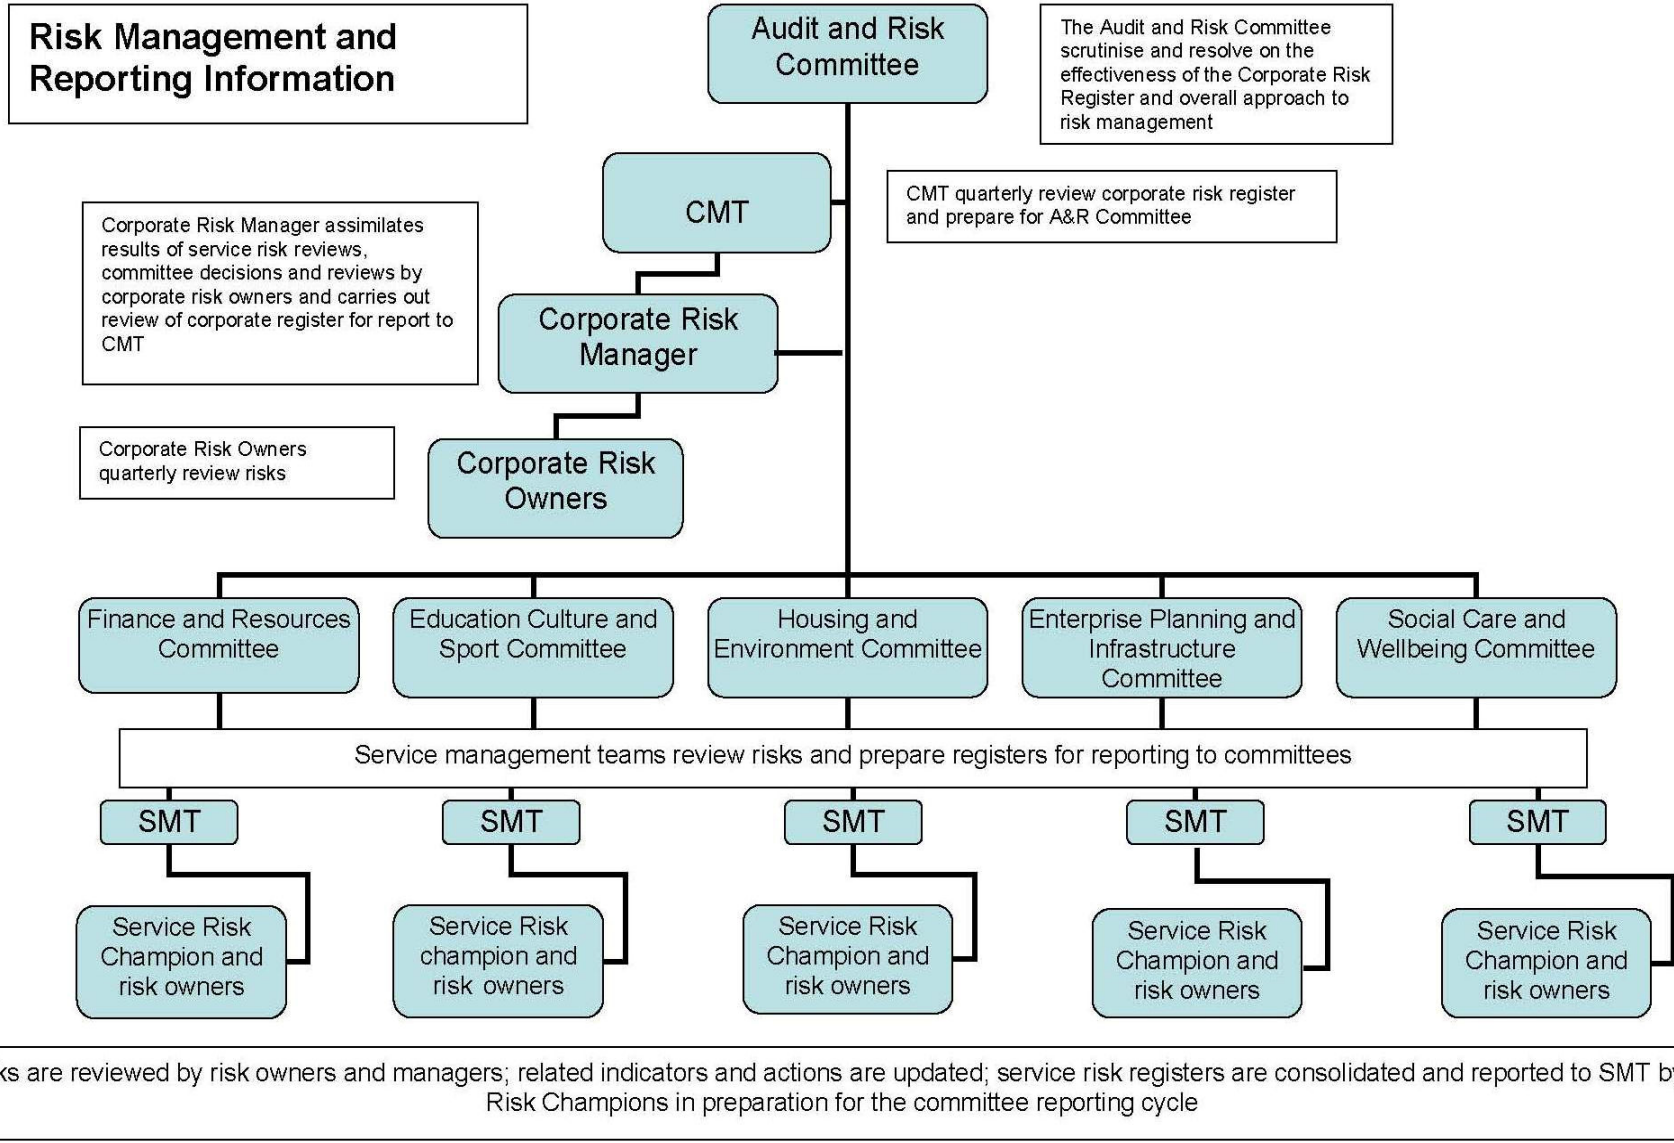 Risk Management and
Reporting Information
Audit and Risk
Committee
The Audit and Risk Committee
scrutinise and resolve on the
effectiveness of the Corporate Risk
Register and overall approach to
risk management
CMT
CMT quarterly review corporate risk register
and prepare for A&R Committee
Corporate Risk Manager assimilates
results of service risk reviews,
committee decisions and reviews by
corporate risk owners and carries out
review of corporate register for report to
CMT
Corporate Risk
Manager
Corporate Risk Owners
quarterly review risks
Corporate Risk
Owners
Finance and Resources
Committee
Education Culture and
Sport Committee
Housing and
Environment Committee
Enterprise Planning and
Infrastructure
Committee
Social Care and
Wellbeing Committee
Service management teams review risks and prepare registers for reporting to committees
SMT
SMT
SMT
SMT
SMT
Service Risk
Champion and
risk owners
Service Risk
champion and
risk owners
Service Risk
Champion and
risk owners
Service Risk
Champion and
risk owners
Service Risk
Champion and
risk owners
are reviewed by risk owners and managers; related indicators and actions are updated; service risk registers are consolidated and reported to SMT
Risk Champions in preparation for the committee reporting cycle